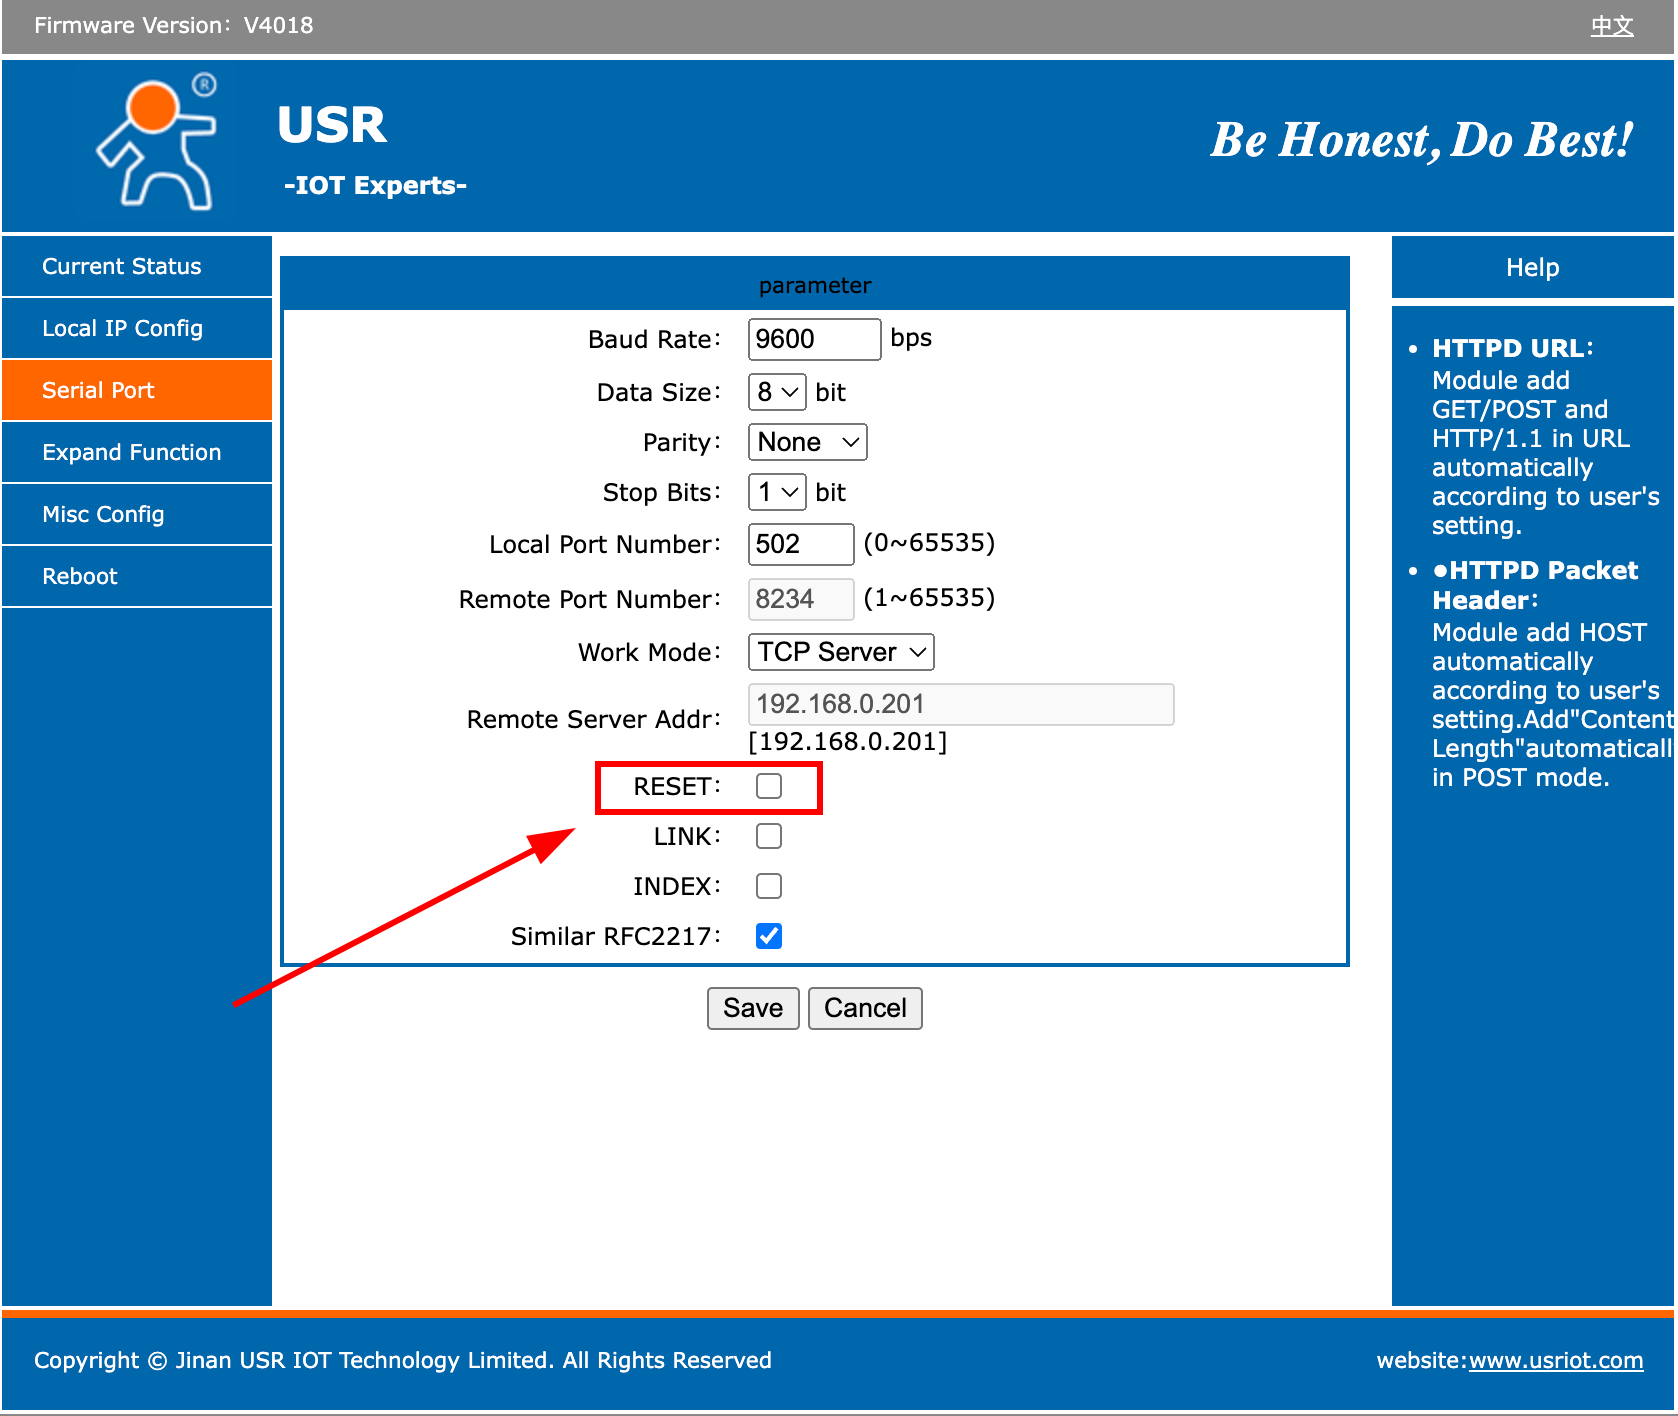 Firmware Version: V4018
中文
®
USR
-IOT Experts-
Be Honest, Do Best!
Current Status
Local IP Config
Serial Port
Expand Function
Misc Config
Reboot
parameter
Baud Rate: 9600 bps
Data Size: 8 bit
Parity: None
Stop Bits: 1 bit
Local Port Number: 502 (0~65535)
Remote Port Number: 8234 (1~65535)
Work Mode: TCP Server
Remote Server Addr: 192.168.0.201
[192.168.0.201]
RESET:
LINK:
INDEX:
Similar RFC2217:
Save Cancel
Help
• HTTPD URL:
Module add
GET/POST and
HTTP/1.1 in URL
automatically
according to user's
setting.
• ●HTTPD Packet
Header:
Module add HOST
automatically
according to user's
setting.Add"Content
Length"automaticall
in POST mode.
Copyright © Jinan USR IOT Technology Limited. All Rights Reserved
website:www.usriot.com